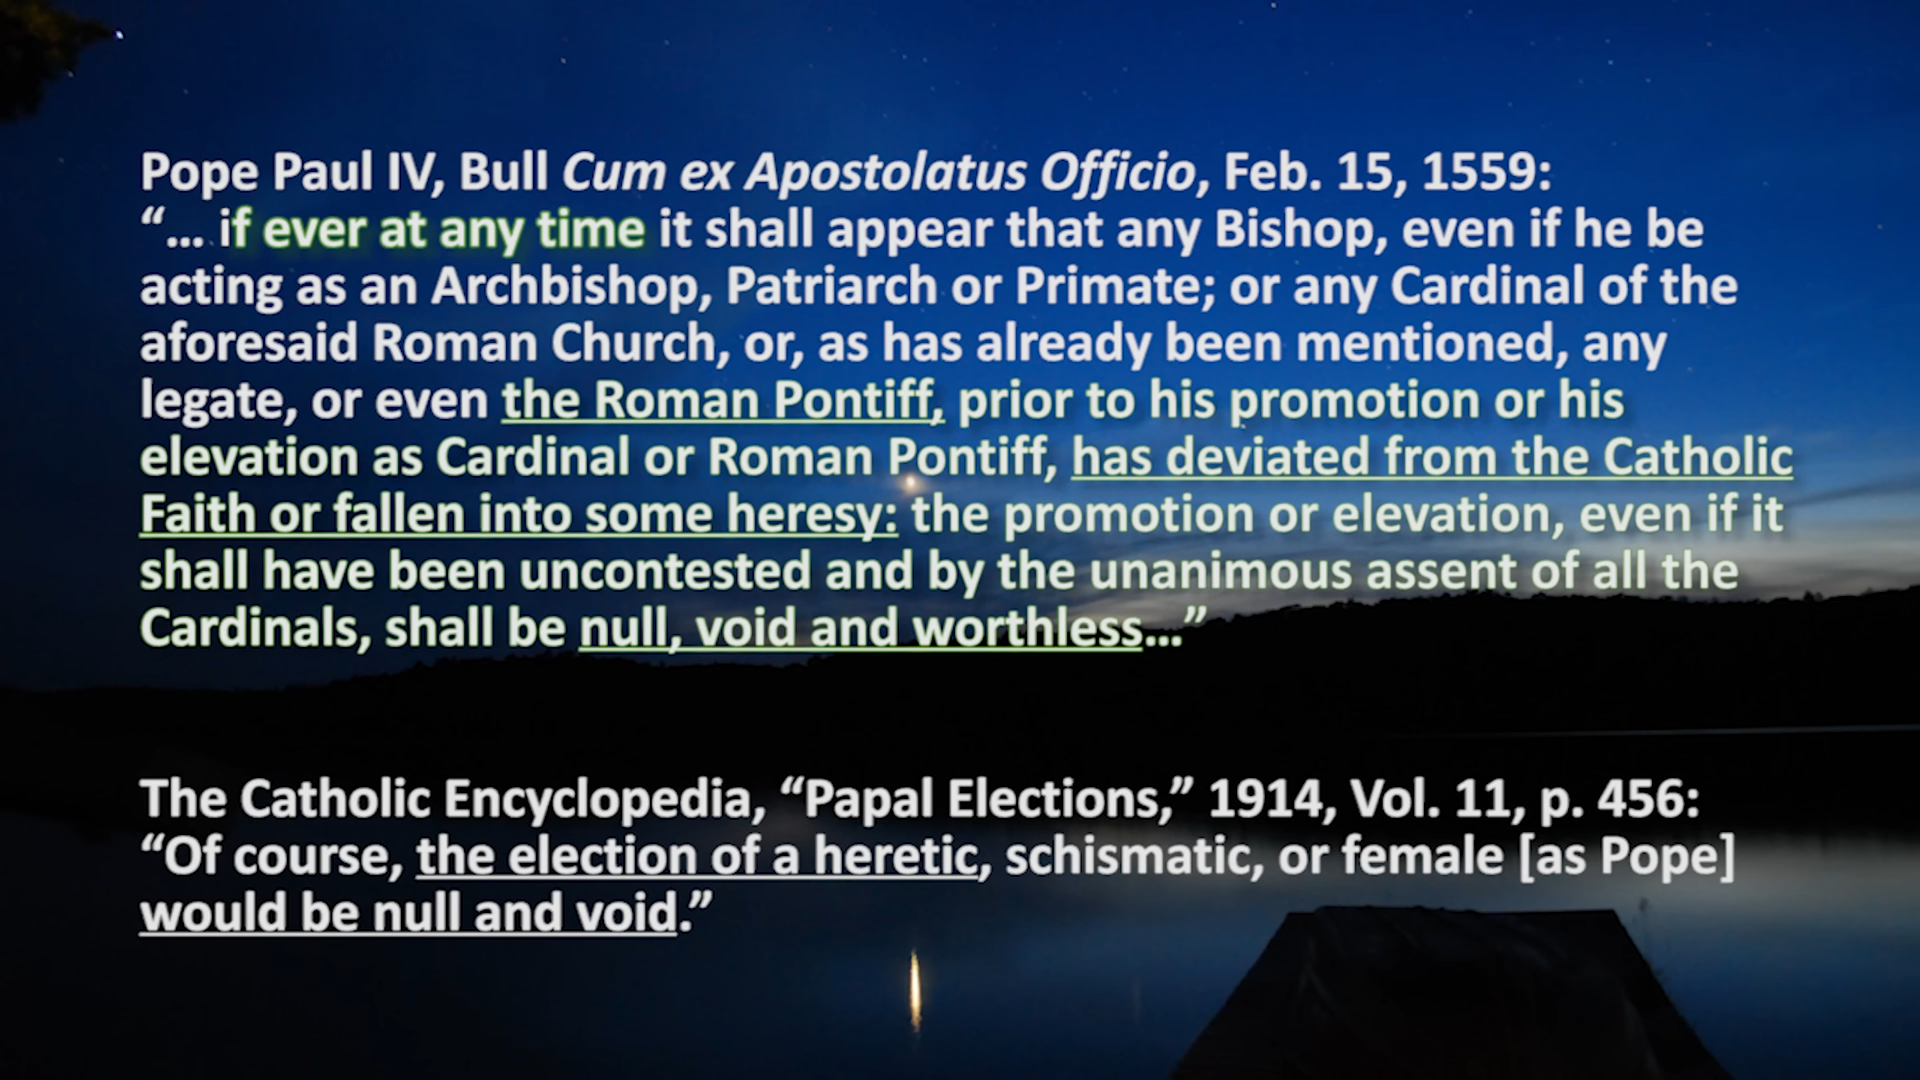 Pope Paul IV, Bull Cum ex Apostolatus Officio, Feb. 15, 1559:
“... if ever at any time it shall appear that any Bishop, even if he be
acting as an Archbishop, Patriarch or Primate; or any Cardinal of the
aforesaid Roman Church, or, as has already been mentioned, any
legate, or even the Roman Pontiff, prior to his promotion or his
elevation as Cardinal or Roman Pontiff, has deviated from the Catholic
Faith or fallen into some heresy: the promotion or elevation, even if it
shall have been uncontested and by the unanimous assent of all the
Cardinals, shall be null, void and worthless...”
The Catholic Encyclopedia, “Papal Elections,” 1914, Vol. 11, p. 456:
“Of course, the election of a heretic, schismatic, or female [as Pope]
would be null and void.”